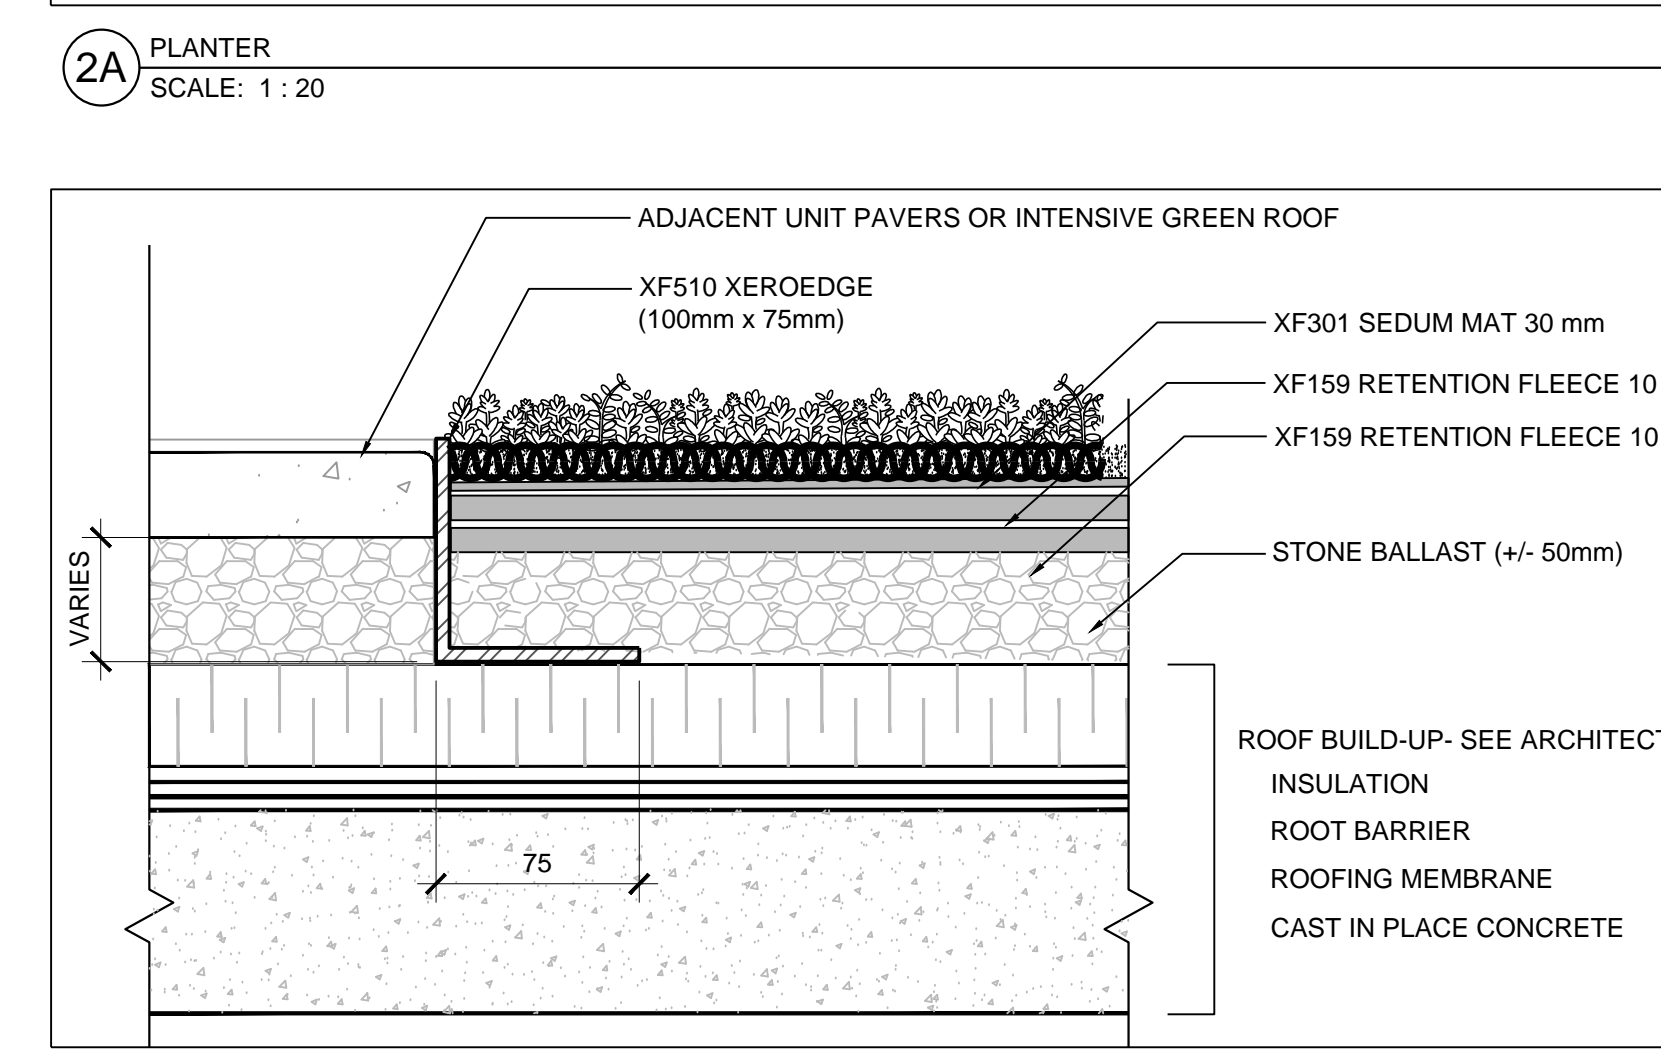 2A
PLANTER
SCALE: 1 : 20
ADJACENT UNIT PAVERS OR INTENSIVE GREEN ROOF
XF510 XEROEDGE
(100mm x 75mm)
XF301 SEDUM MAT 30 mm
XF159 RETENTION FLEECE 10
XF159 RETENTION FLEECE 10
STONE BALLAST (+/- 50mm)
VARIES
ROOF BUILD-UP- SEE ARCHITECT
INSULATION
ROOT BARRIER
ROOFING MEMBRANE
CAST IN PLACE CONCRETE
75